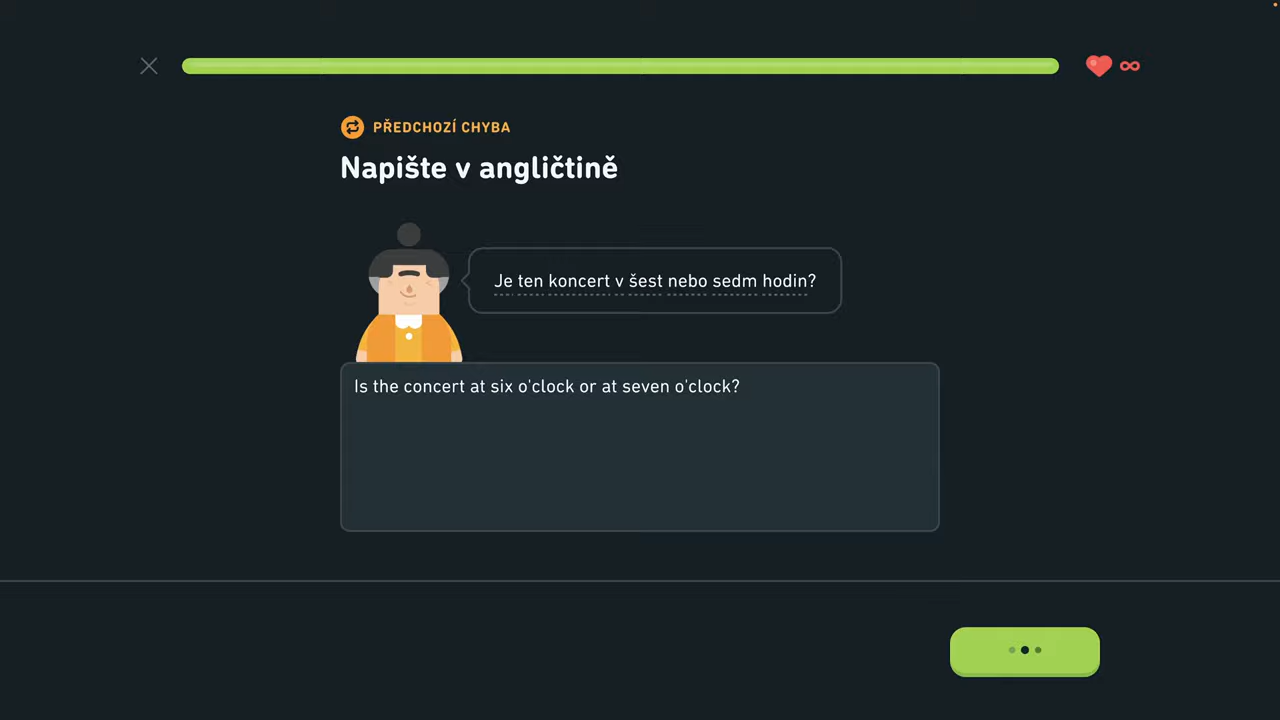 ∞
PŘEDCHOZÍ CHYBA
Napište v angličtině
Je ten koncert v šest nebo sedm hodin?
Is the concert at six o'clock or at seven o'clock?